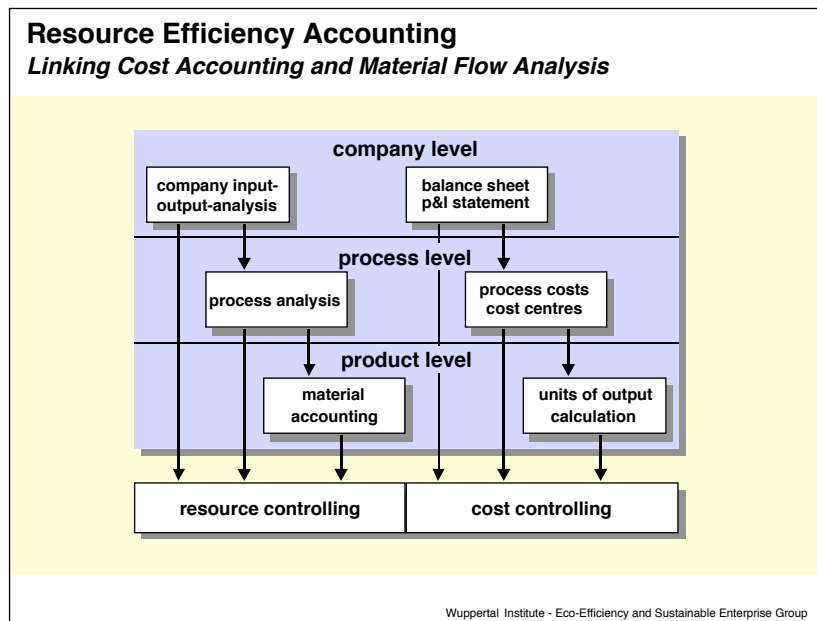 Resource Efficiency Accounting
Linking Cost Accounting and Material Flow Analysis
company level
company input-
output-analysis
balance sheet
p&l statement
process level
process analysis
process costs
cost centres
product level
material
accounting
units of output
calculation
resource controlling
cost controlling
Wuppertal Institute - Eco-Efficiency and Sustainable Enterprise Group